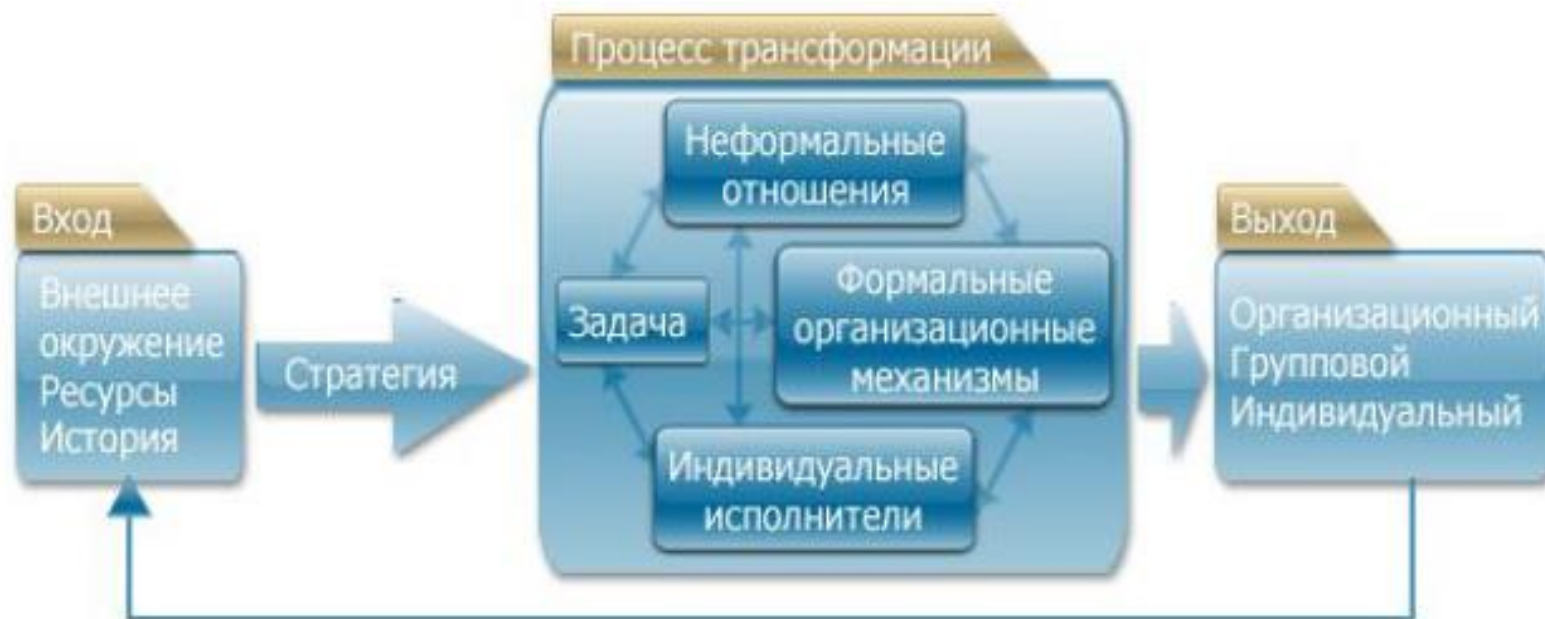 Процесс трансформации
Неформальные
отношения
Вход
Внешнее
окружение
Ресурсы
История
Стратегия
Задача
Формальные
организационные
механизмы
Индивидуальные
исполнители
Выход
Организационный
Групповой
Индивидуальный